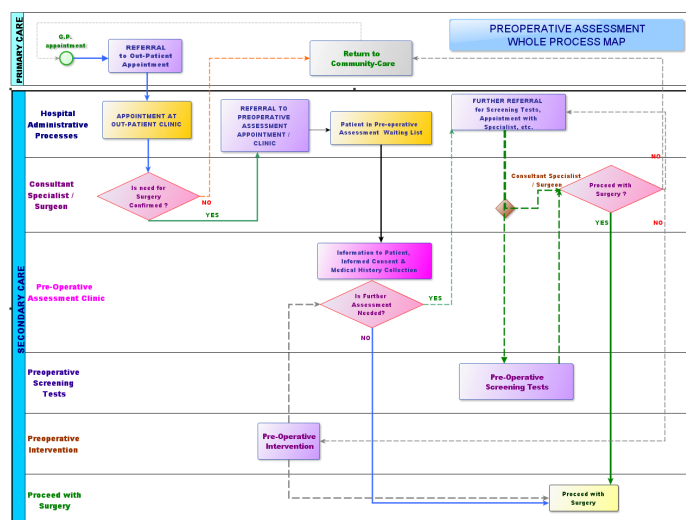 PREOPERATIVE ASSESSMENT
WHOLE PROCESS MAP
PRIMARY CARE
G.P.
appointment:
REFERRAL
to Out-Patient
Appointment
Return to
Community-Care
SECONDARY CARE
Hospital
Administrative
Processes
APPOINTMENT AT
OUT-PATIENT CLINIC
REFERRAL TO
PREOPERATIVE
ASSESSMENT
APPOINTMENT /
CLINIC
Patient in Pre-operative
Assessment Waiting List
FURTHER REFERRAL
for Screening Tests,
Appointment with
Specialist, etc.
Consultant
Specialist /
Surgeon
Is need for
Surgery
Confirmed ?
NO
YES
Consultant Specialist
/ Surgeon
Proceed with
Surgery ?
NO
YES
NO
Pre-Operative
Assessment Clinic
Information to Patient,
Informed Consent &
Medical History Collection
Is Further
Assessment
Needed?
YES
NO
Preoperative
Screening
Tests
Pre-Operative
Screening Tests
Preoperative
Intervention
Pre-Operative
Intervention
Proceed with
Surgery
Proceed with
Surgery